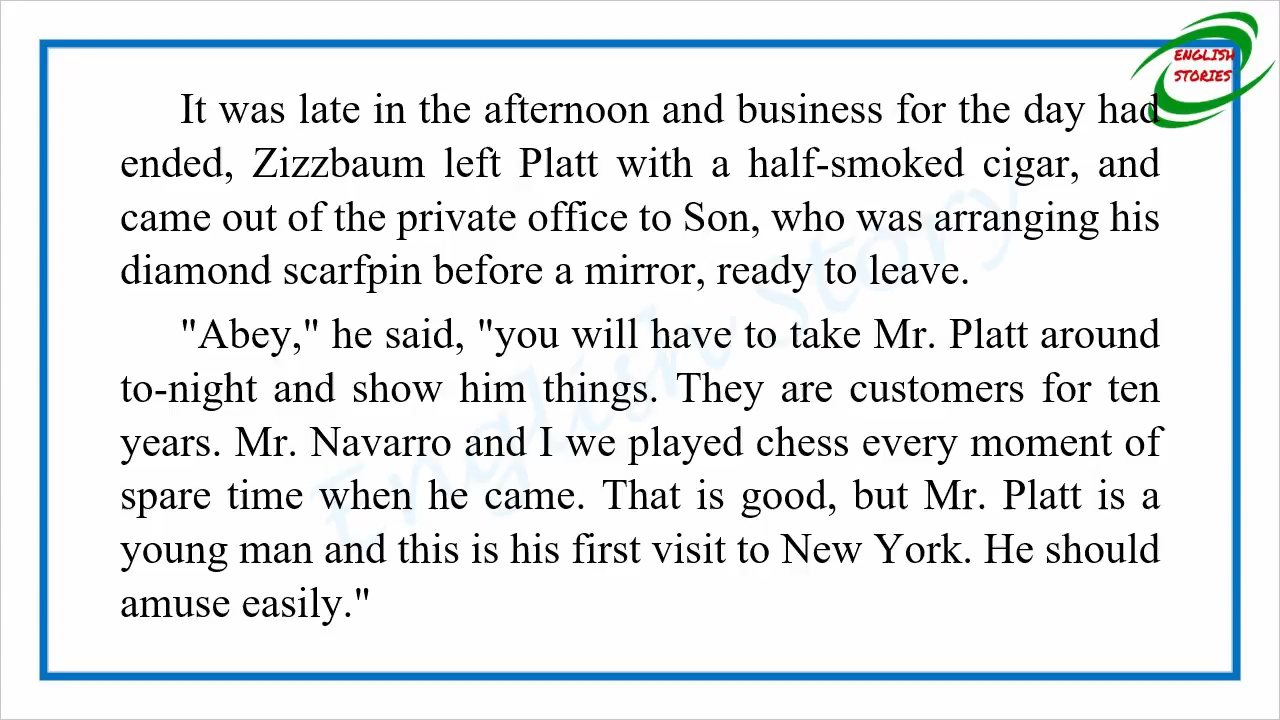 ENGLISH
STORIES
It was late in the afternoon and business for the day had
ended, Zizzbaum left Platt with a half-smoked cigar, and
came out of the private office to Son, who was arranging his
diamond scarfpin before a mirror, ready to leave.
"Abey," he said, "you will have to take Mr. Platt around
to-night and show him things. They are customers for ten
years. Mr. Navarro and I we played chess every moment of
spare time when he came. That is good, but Mr. Platt is a
young man and this is his first visit to New York. He should
amuse easily."
English Story